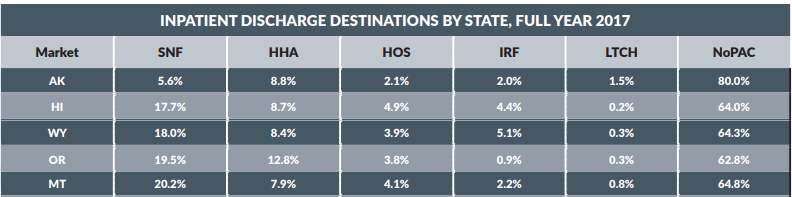 INPATIENT DISCHARGE DESTINATIONS BY STATE, FULL YEAR 2017
Market SNF HHA HOS IRF LTCH NoPAC
AK 5.6% 8.8% 2.1% 2.0% 1.5% 80.0%
HI 17.7% 8.7% 4.9% 4.4% 0.2% 64.0%
WY 18.0% 8.4% 3.9% 5.1% 0.3% 64.3%
OR 19.5% 12.8% 3.8% 0.9% 0.3% 62.8%
MT 20.2% 7.9% 4.1% 2.2% 0.8% 64.8%